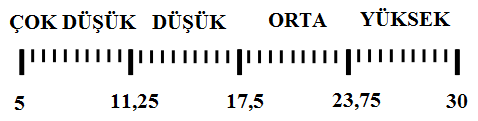 ÇOK DÜŞÜK DÜŞÜK ORTA YÜKSEK
5 11,25 17,5 23,75 30